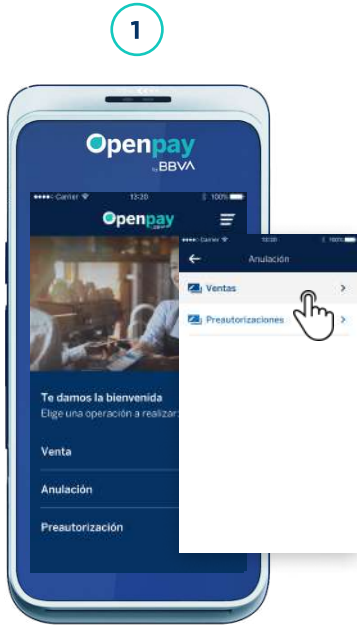 1
Openpay
by BBVA
Carrier 13:20 100%
Openpay
Te damos la bienvenida
Elige una operación a realizar:
Venta
Anulación
Preautorización
Carrier 13:20 100%
Anulación
Ventas
Preautorizaciones